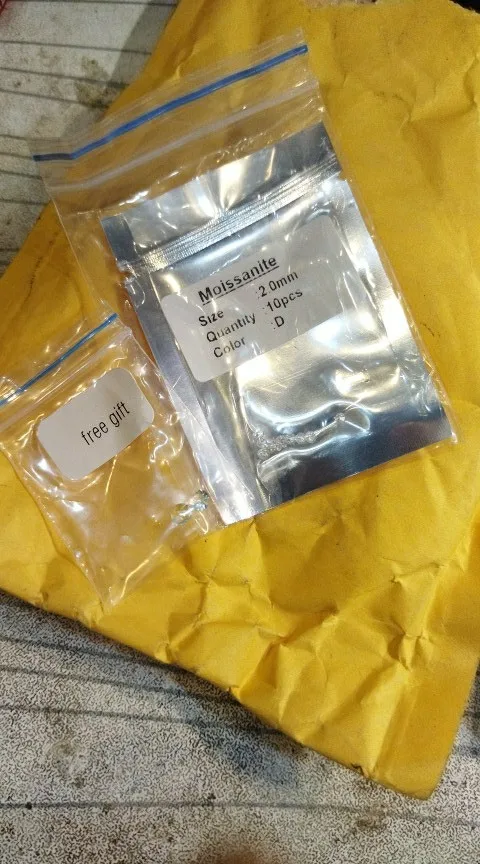 Moissanite
Size : 2.0mm
Quantity : 10pcs
Color : D
free gift